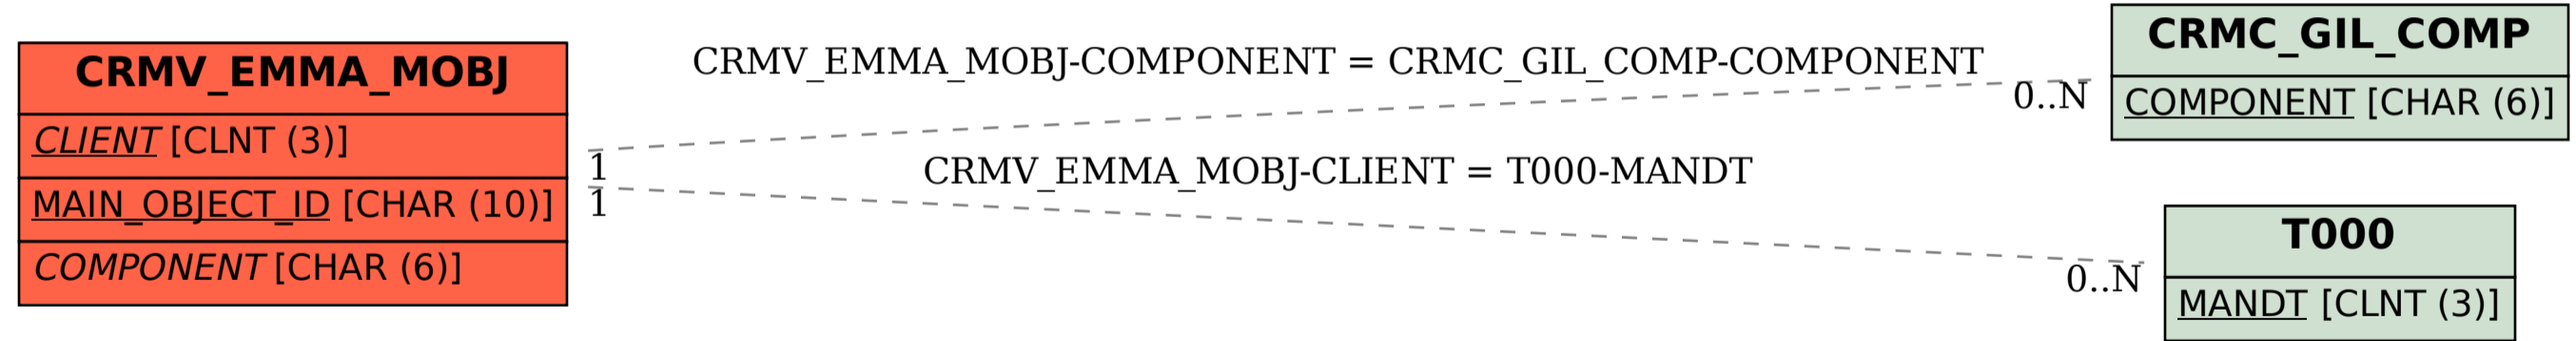 CRMV_EMMA_MOBJ
CLIENT [CLNT (3)]
MAIN_OBJECT_ID [CHAR (10)]
COMPONENT [CHAR (6)]
CRMV_EMMA_MOBJ-COMPONENT = CRMC_GIL_COMP-COMPONENT
1
0..N
CRMV_EMMA_MOBJ-CLIENT = T000-MANDT
1
0..N
CRMC_GIL_COMP
COMPONENT [CHAR (6)]
T000
MANDT [CLNT (3)]